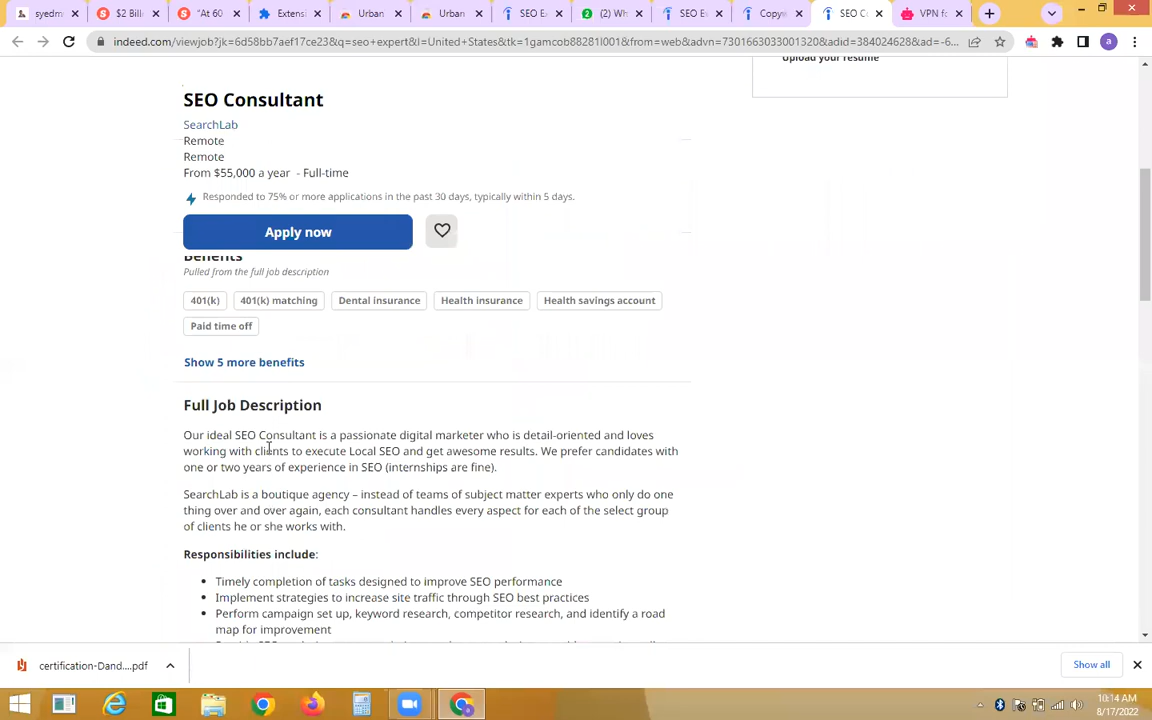 syedm
$2 Bill
"At 60
Extens
Urban
Urban
SEO E
(2) Wh
SEO E
Copy
SEO C
VPN fo
indeed.com/viewjob?jk=6d58bb7aef17ce23&q=seo+expert&l=United+States&tk=1gamcob88281l001&from=web&advn=7301663033001320&adid=384024628&ad=-6...
a
Upload your resume
SEO Consultant
SearchLab
Remote
Remote
From $55,000 a year - Full-time
Responded to 75% or more applications in the past 30 days, typically within 5 days.
Apply now
Benefits
Pulled from the full job description
401(k) 401(k) matching Dental insurance Health insurance Health savings account
Paid time off
Show 5 more benefits
Full Job Description
Our ideal SEO Consultant is a passionate digital marketer who is detail-oriented and loves
working with clients to execute Local SEO and get awesome results. We prefer candidates with
one or two years of experience in SEO (internships are fine).
SearchLab is a boutique agency – instead of teams of subject matter experts who only do one
thing over and over again, each consultant handles every aspect for each of the select group
of clients he or she works with.
Responsibilities include:
• Timely completion of tasks designed to improve SEO performance
• Implement strategies to increase site traffic through SEO best practices
• Perform campaign set up, keyword research, competitor research, and identify a road
map for improvement
certification-Dand....pdf
Show all
10:14 AM
8/17/2022